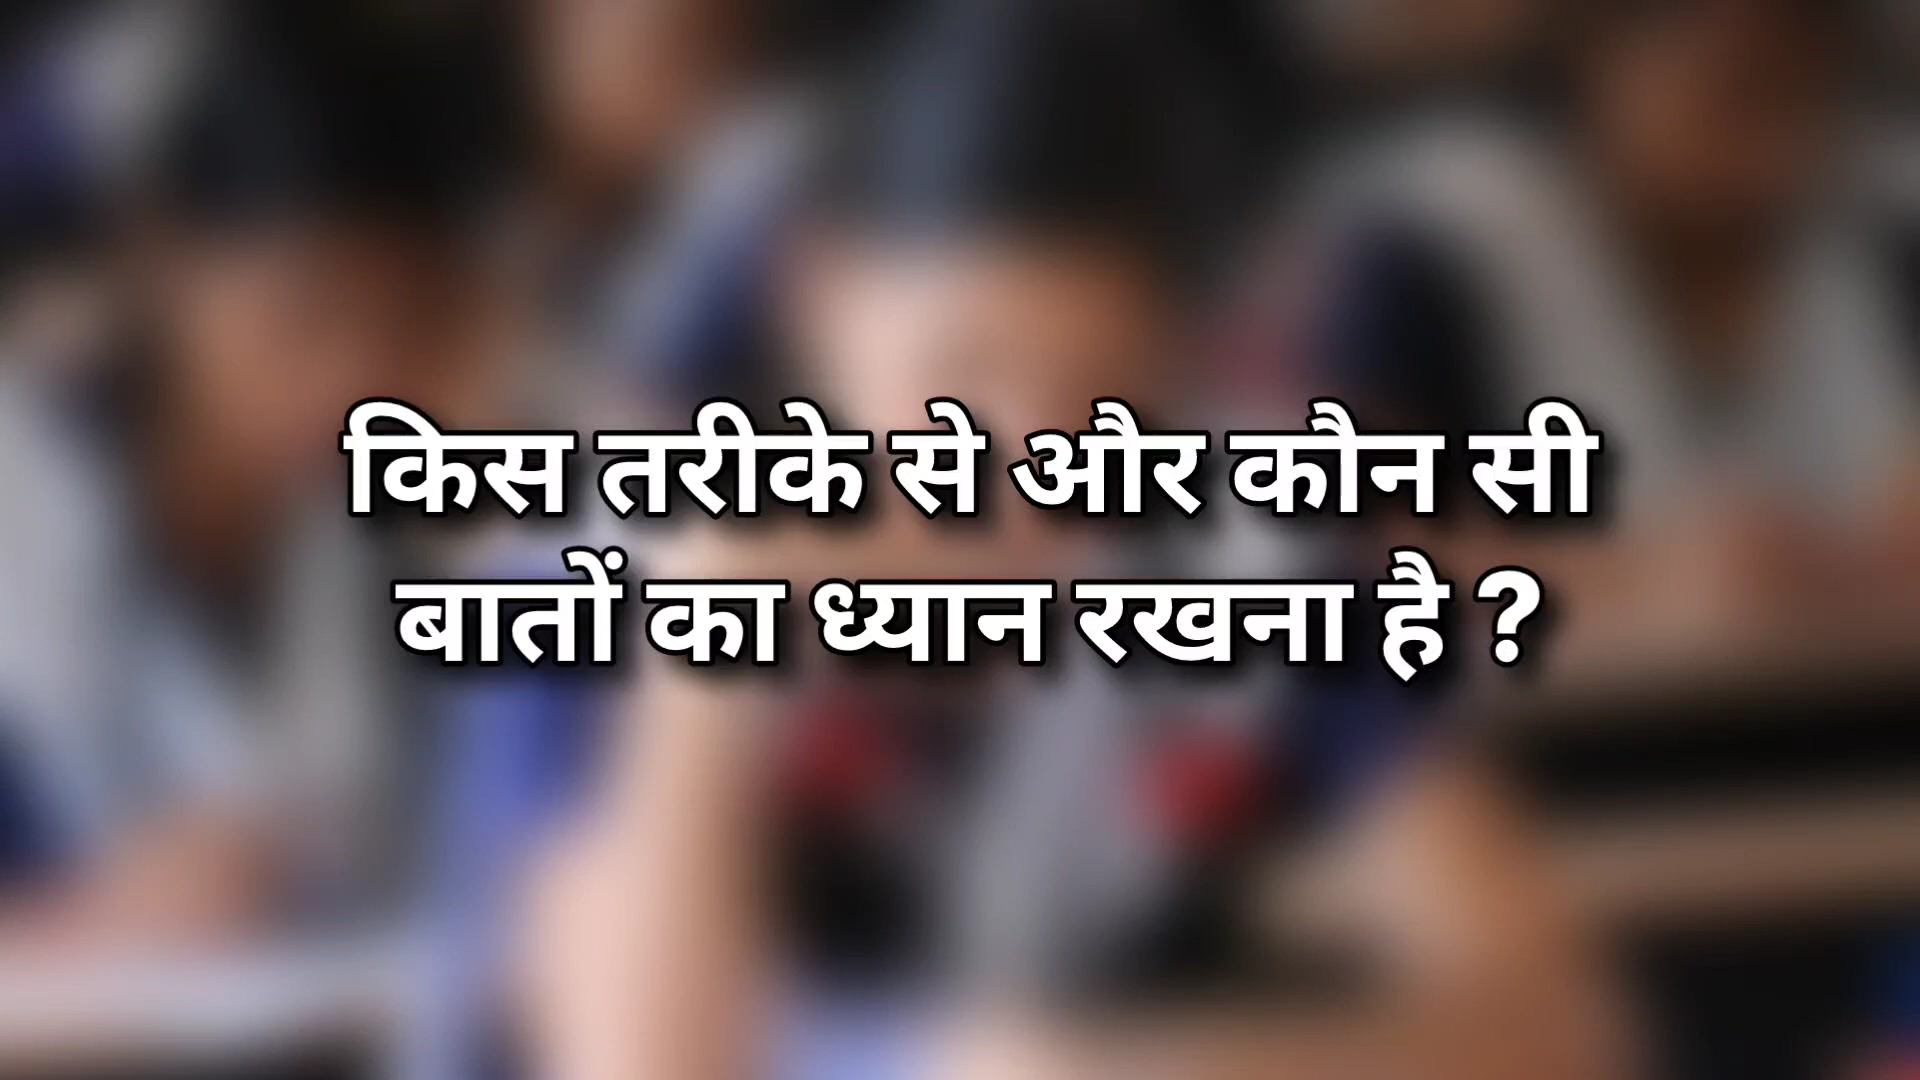 किस तरीके से और कौन सी
बातों का ध्यान रखना है ?